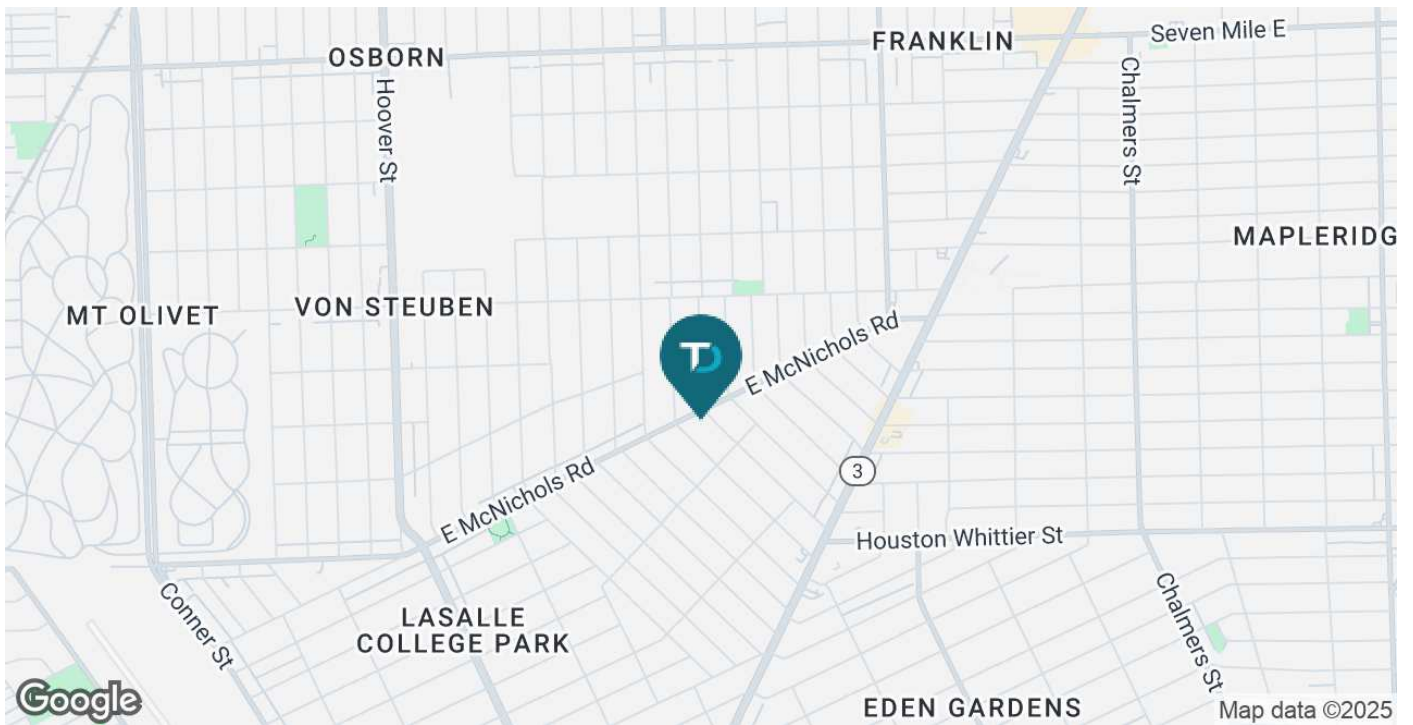 OSBORN
FRANKLIN
Seven Mile E
Hoover St
Chalmers St
MAPLERIDG
MT OLIVET
VON STEUBEN
E McNichols Rd
TD
3
E McNichols Rd
Houston Whittier St
Conner St
LASALLE
COLLEGE PARK
Chalmers St
EDEN GARDENS
Google
Map data ©2025